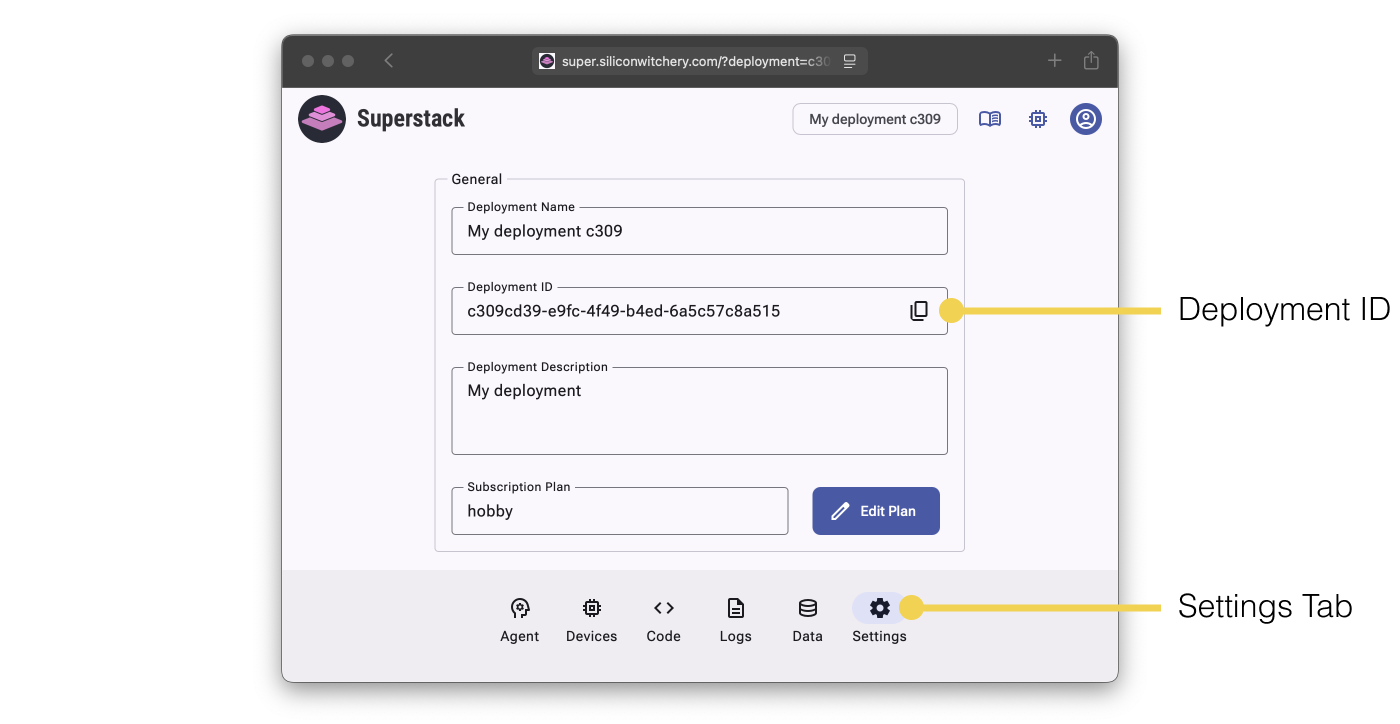 super.siliconwitchery.com/?deployment=c30
Superstack
My deployment c309
General
Deployment Name
My deployment c309
Deployment ID
c309cd39-e9fc-4f49-b4ed-6a5c57c8a515
Deployment ID
Deployment Description
My deployment
Subscription Plan
hobby
Edit Plan
Agent
Devices
Code
Logs
Data
Settings
Settings Tab